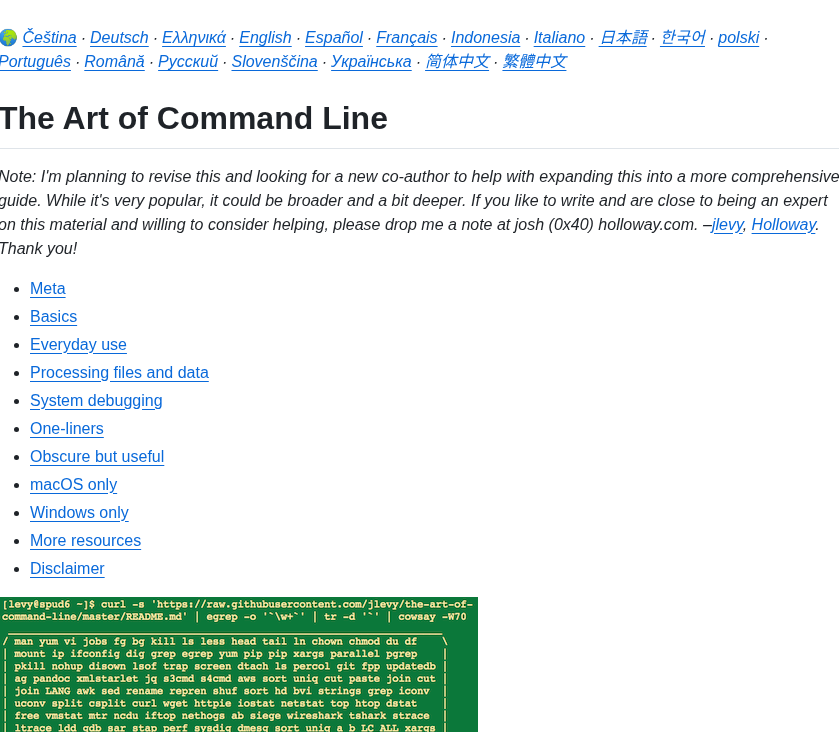 Čeština · Deutsch · Ελληνικά · English · Español · Français · Indonesia · Italiano · 日本語 · 한국어 · polski ·
Português · Română · Русский · Slovenščina · Українська · 简体中文 · 繁體中文
The Art of Command Line
Note: I'm planning to revise this and looking for a new co-author to help with expanding this into a more comprehensive
guide. While it's very popular, it could be broader and a bit deeper. If you like to write and are close to being an expert
on this material and willing to consider helping, please drop me a note at josh (0x40) holloway.com. –jlevy, Holloway.
Thank you!
Meta
Basics
Everyday use
Processing files and data
System debugging
One-liners
Obscure but useful
macOS only
Windows only
More resources
Disclaimer
[levy@spud6 ~]$ curl -s 'https://raw.githubusercontent.com/jlevy/the-art-of-
command-line/master/README.md' | egrep -o '`\w+`' | tr -d '`' | cowsay -W70
/ man yum vi jobs fg bg kill ls less head tail ln chown chmod du df \
| mount ip ifconfig dig grep egrep yum pip pip xargs parallel pgrep |
| pkill nohup disown lsof trap screen dtach ls percol git fpp updatedb |
| ag pandoc xmlstarlet jq s3cmd s4cmd aws sort uniq cut paste join cut |
| join LANG awk sed rename repren shuf sort hd bvi strings grep iconv |
| uconv split csplit curl wget httpie iostat netstat top htop dstat |
| free vmstat mtr ncdu iftop nethogs ab siege wireshark tshark strace |
| ltrace ldd gdb sar stap perf sysdig dmesg sort uniq a b LC_ALL xargs |